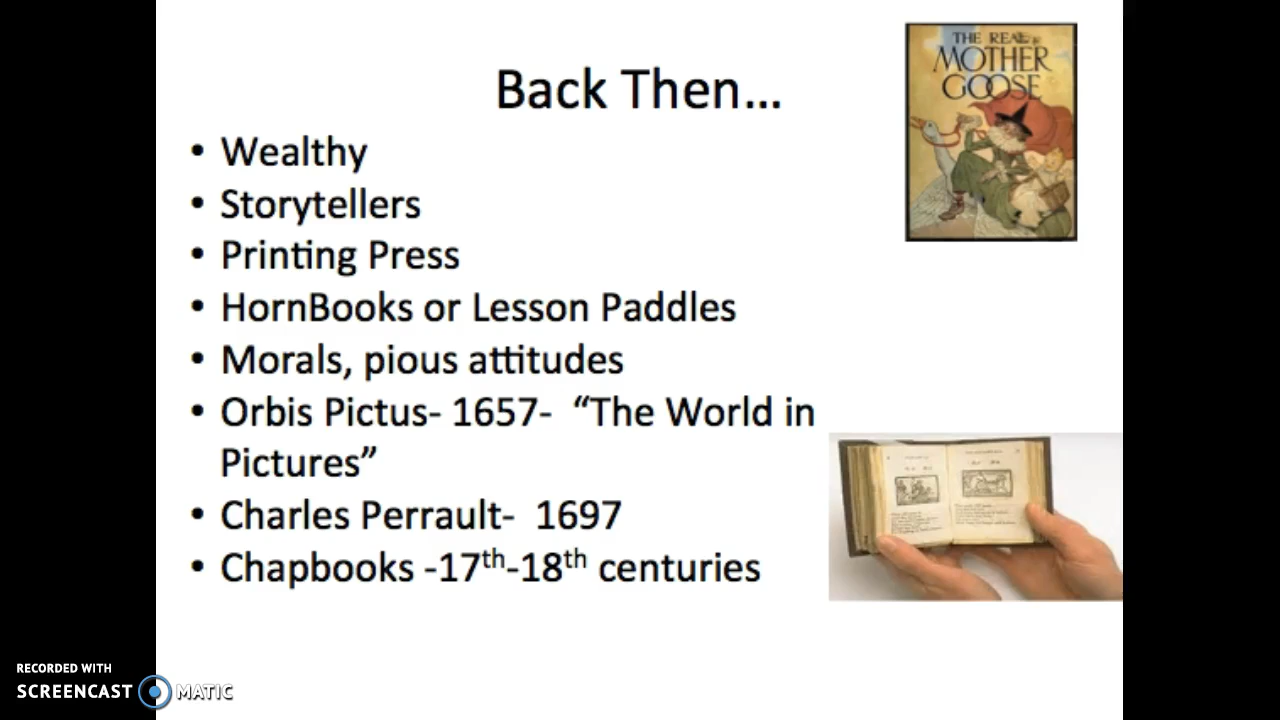 Back Then...
• Wealthy
• Storytellers
• Printing Press
• HornBooks or Lesson Paddles
• Morals, pious attitudes
• Orbis Pictus- 1657- “The World in
Pictures”
• Charles Perrault- 1697
• Chapbooks -17th-18th centuries
THE REAL
MOTHER
GOOSE
RECORDED WITH
SCREENCAST MATIC